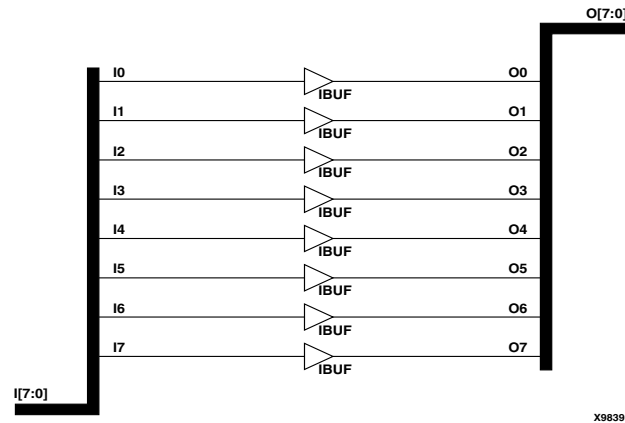 O[7:0]
I0 O0
IBUF
I1 O1
IBUF
I2 O2
IBUF
I3 O3
IBUF
I4 O4
IBUF
I5 O5
IBUF
I6 O6
IBUF
I7 O7
IBUF
I[7:0]
X9839